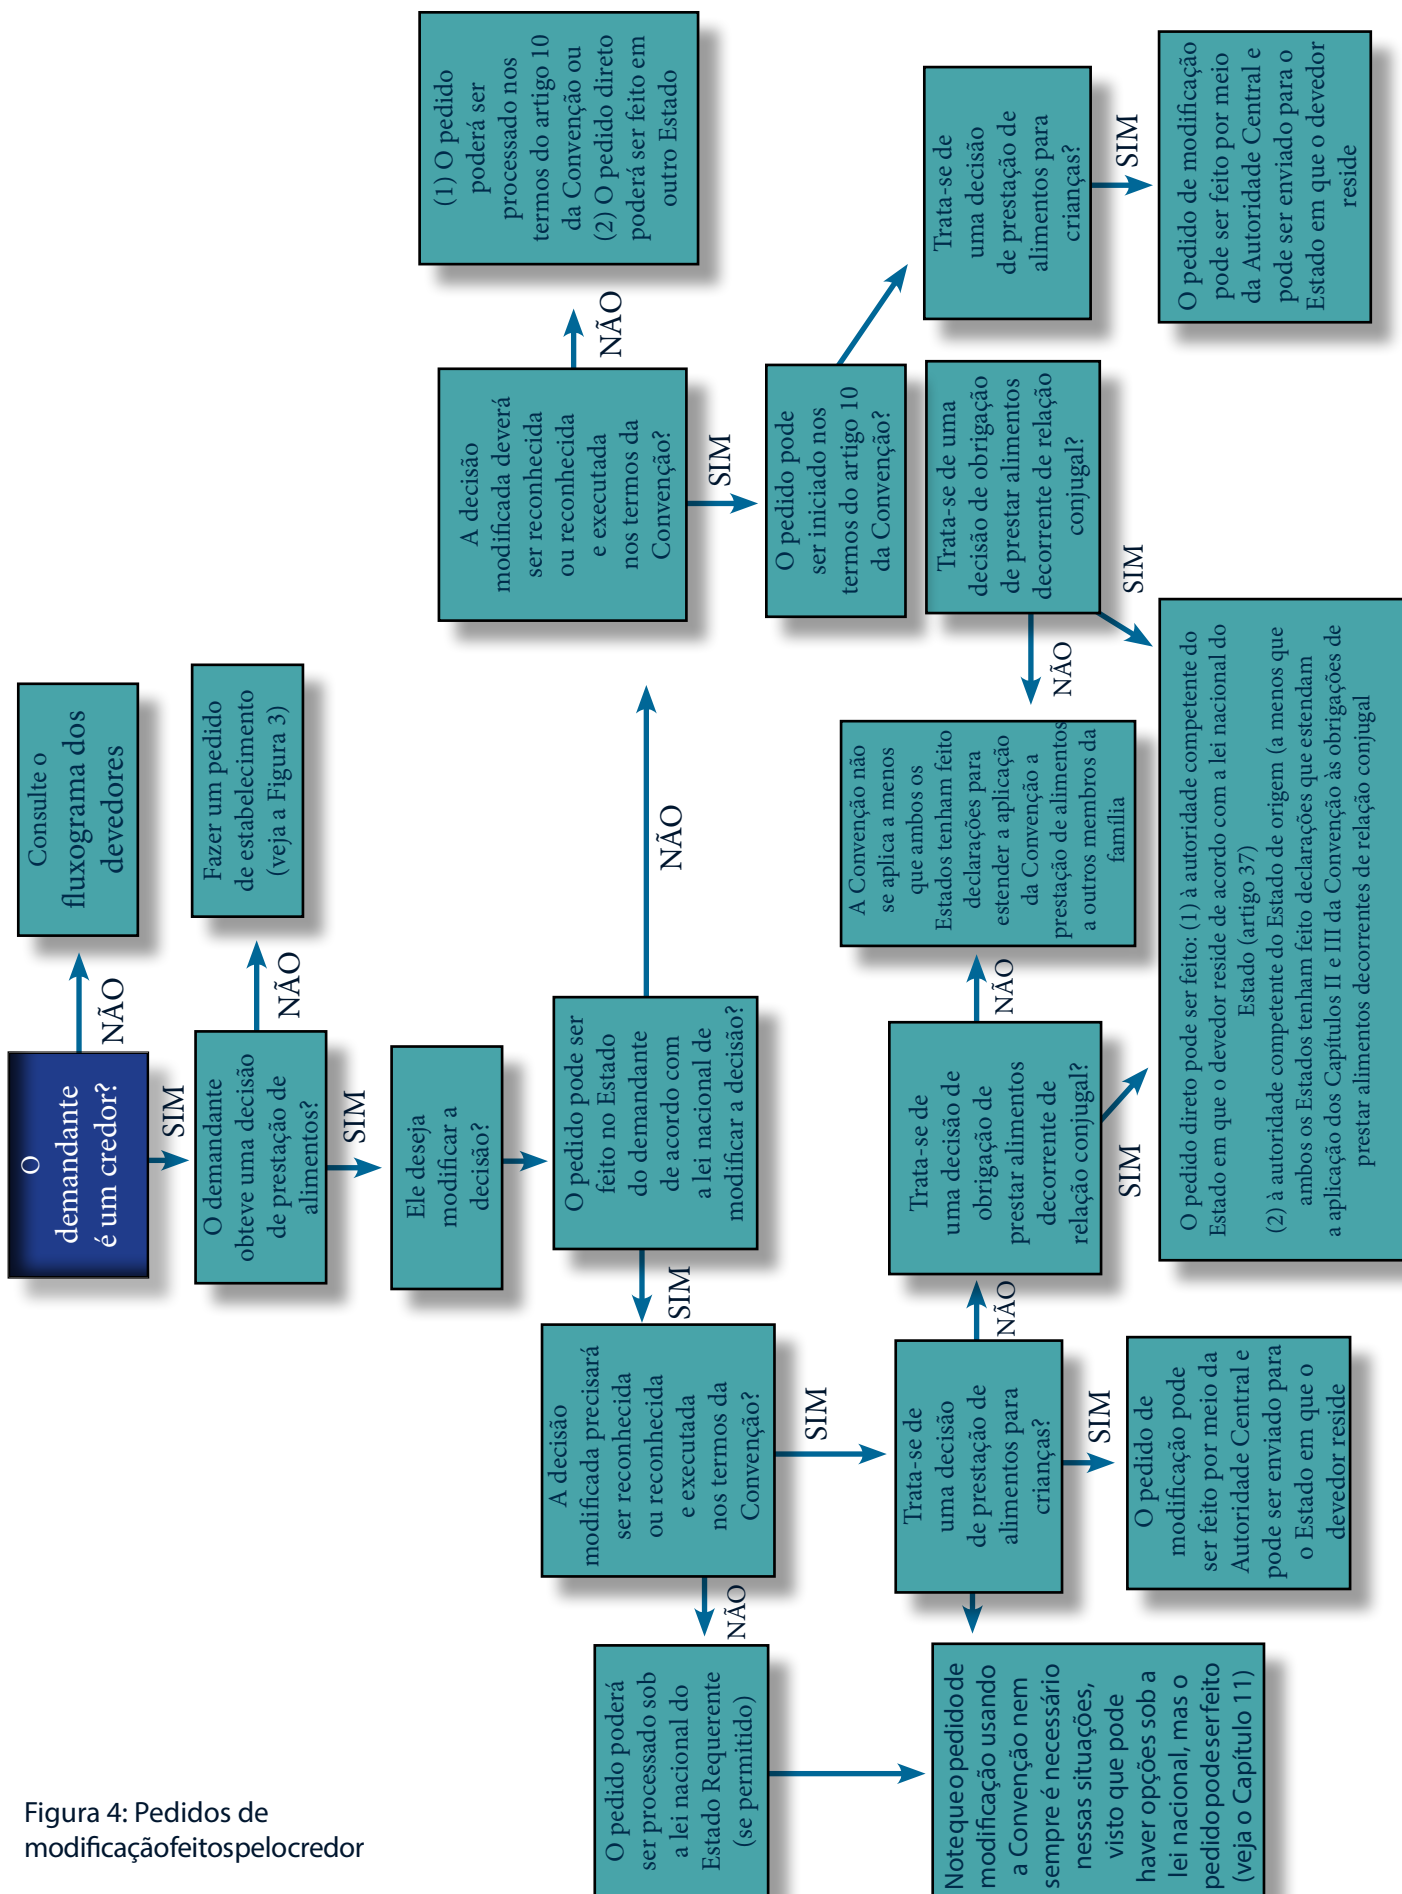 O
demandante
é um credor?
NÃO
Consulte o
fluxograma dos
devedores
SIM
O demandante
obteve uma decisão
de prestação de
alimentos?
NÃO
Fazer um pedido
de estabelecimento
(veja a Figura 3)
SIM
Ele deseja
modificar a
decisão?
O pedido pode ser
feito no Estado
do demandante
de acordo com
a lei nacional de
modificar a decisão?
NÃO
A decisão
modificada deverá
ser reconhecida
ou reconhecida
e executada
nos termos da
Convenção?
NÃO
(1) O pedido
poderá ser
processado nos
termos do artigo 10
da Convenção ou
(2) O pedido direto
poderá ser feito em
outro Estado
SIM
O pedido pode
ser iniciado nos
termos do artigo 10
da Convenção?
Trata-se de
uma decisão
de prestação de
alimentos para
crianças?
SIM
O pedido de modificação
pode ser feito por meio
da Autoridade Central e
pode ser enviado para o
Estado em que o devedor
reside
Trata-se de uma
decisão de obrigação
de prestar alimentos
decorrente de relação
conjugal?
SIM
NÃO
A Convenção não
se aplica a menos
que ambos os
Estados tenham feito
declarações para
estender a aplicação
da Convenção a
prestação de alimentos
a outros membros da
família
SIM
A decisão
modificada precisará
ser reconhecida
ou reconhecida
e executada
nos termos da
Convenção?
SIM
Trata-se de
uma decisão
de prestação de
alimentos para
crianças?
NÃO
Trata-se de
uma decisão de
obrigação de
prestar alimentos
decorrente de
relação conjugal?
NÃO
SIM
O pedido direto pode ser feito: (1) à autoridade competente do
Estado em que o devedor reside de acordo com a lei nacional do
Estado (artigo 37)
(2) à autoridade competente do Estado de origem (a menos que
ambos os Estados tenham feito declarações que estendam
a aplicação dos Capítulos II e III da Convenção às obrigações de
prestar alimentos decorrentes de relação conjugal
SIM
O pedido de
modificação pode
ser feito por meio da
Autoridade Central e
pode ser enviado para
o Estado em que o
devedor reside
NÃO
O pedido poderá
ser processado sob
a lei nacional do
Estado Requerente
(se permitido)
Note que o pedido de
modificação usando
a Convenção nem
sempre é necessário
nessas situações,
visto que pode
haver opções sob a
lei nacional, mas o
pedido pode ser feito
(veja o Capítulo 11)
Figura 4: Pedidos de
modificação feitos pelo credor